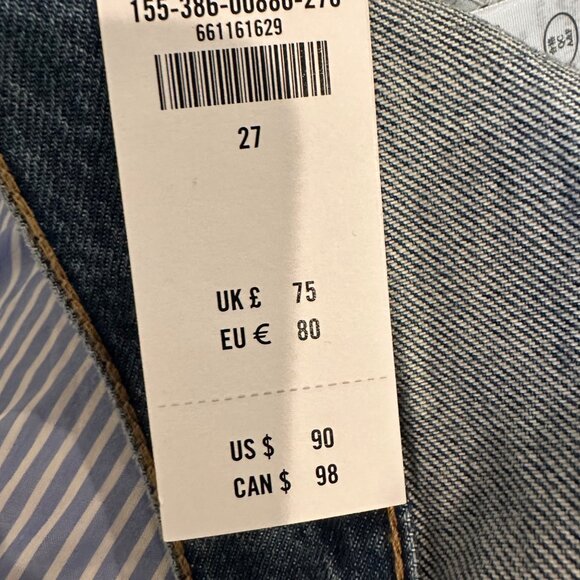 661161629
27
UK £ 75
EU € 80
US $ 90
CAN $ 98